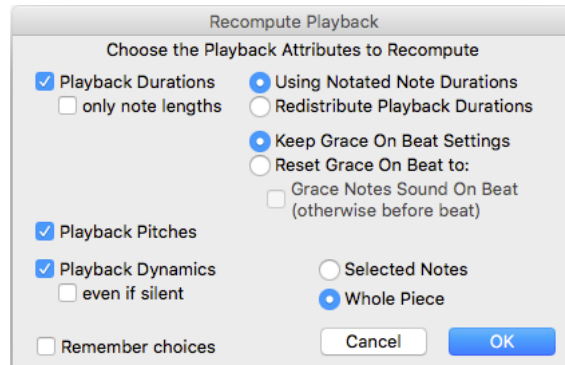 Recompute Playback
Choose the Playback Attributes to Recompute
Playback Durations
Using Notated Note Durations
only note lengths
Redistribute Playback Durations
Keep Grace On Beat Settings
Reset Grace On Beat to:
Grace Notes Sound On Beat
(otherwise before beat)
Playback Pitches
Playback Dynamics
Selected Notes
even if silent
Whole Piece
Remember choices
Cancel
OK